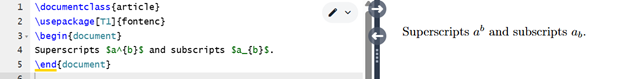 1 \documentclass{article}
2 \usepackage[T1]{fontenc}
3 \begin{document}
4 Superscripts $a^{b}$ and subscripts $a_{b}$.
5 \end{document}
6
Superscripts a^b and subscripts a_b.